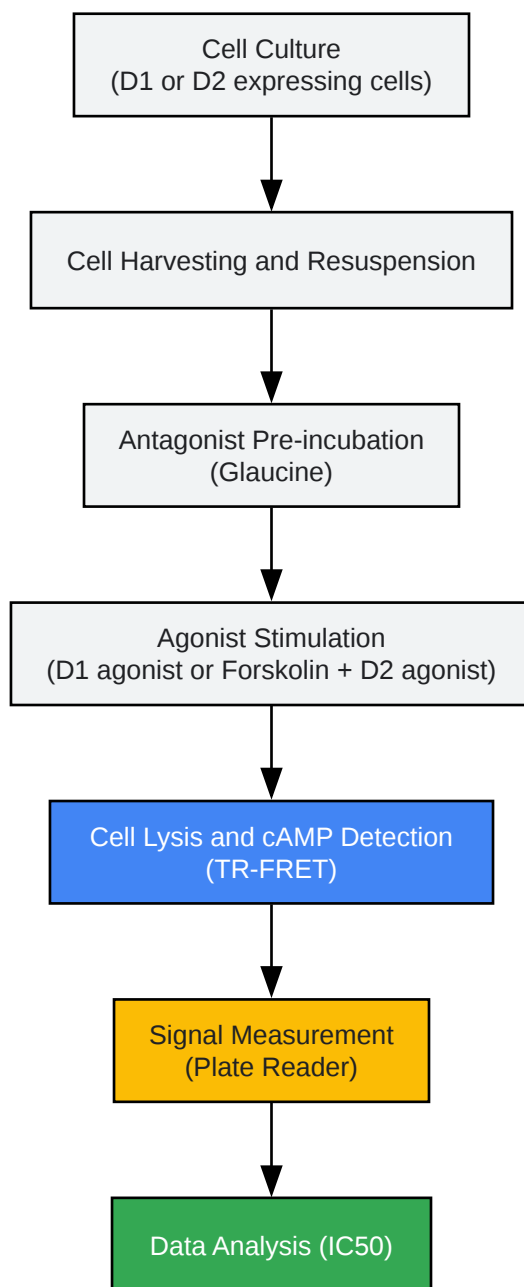 Cell Culture
(D1 or D2 expressing cells)
Cell Harvesting and Resuspension
Antagonist Pre-incubation
(Glaucine)
Agonist Stimulation
(D1 agonist or Forskolin + D2 agonist)
Cell Lysis and cAMP Detection
(TR-FRET)
Signal Measurement
(Plate Reader)
Data Analysis (IC50)